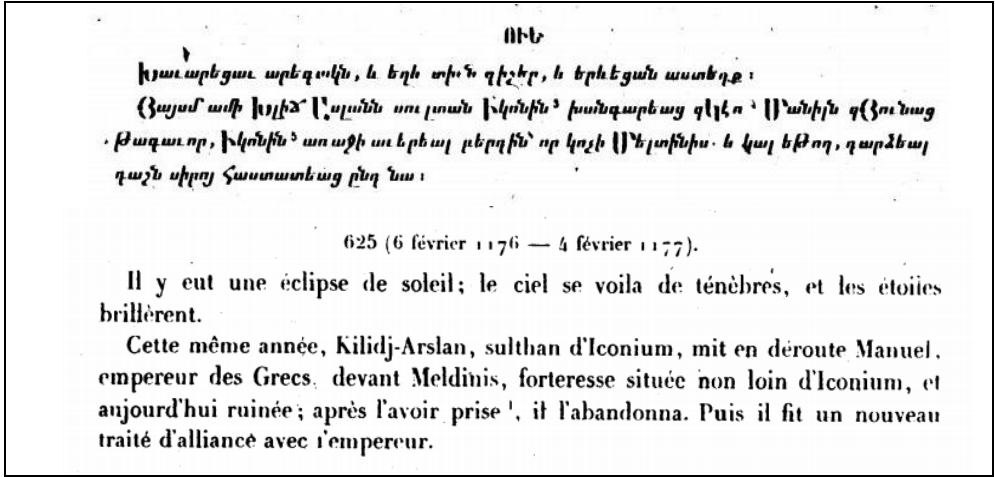 ՈԻԵ
Խաւարեցաւ արեգակն, և եղև տիւն գիշեր, և երևեցան աստեղք։
Յայսմ ամի Խլիճ Ասլանն սուլտան Իկոնին՝ խանգարեաց զՅունաց
թագաւոր, Իկոնին՝ առաջի աւերեալ բերդին՝ որ կոչի Մելտինիս. և կալ եթող, դարձեալ
դաշն սիրոյ հաստատեաց ընդ նա։
625 (6 février 1176 — 4 février 1177).
Il y eut une éclipse de soleil; le ciel se voila de ténèbres, et les étoiles
brillèrent.
Cette même année, Kilidj-Arslan, sulthan d'Iconium, mit en déroute Manuel,
empereur des Grecs, devant Meldinis, forteresse située non loin d'Iconium, et
aujourd'hui ruinée; après l'avoir prise ¹, il l'abandonna. Puis il fit un nouveau
traité d'alliance avec l'empereur.